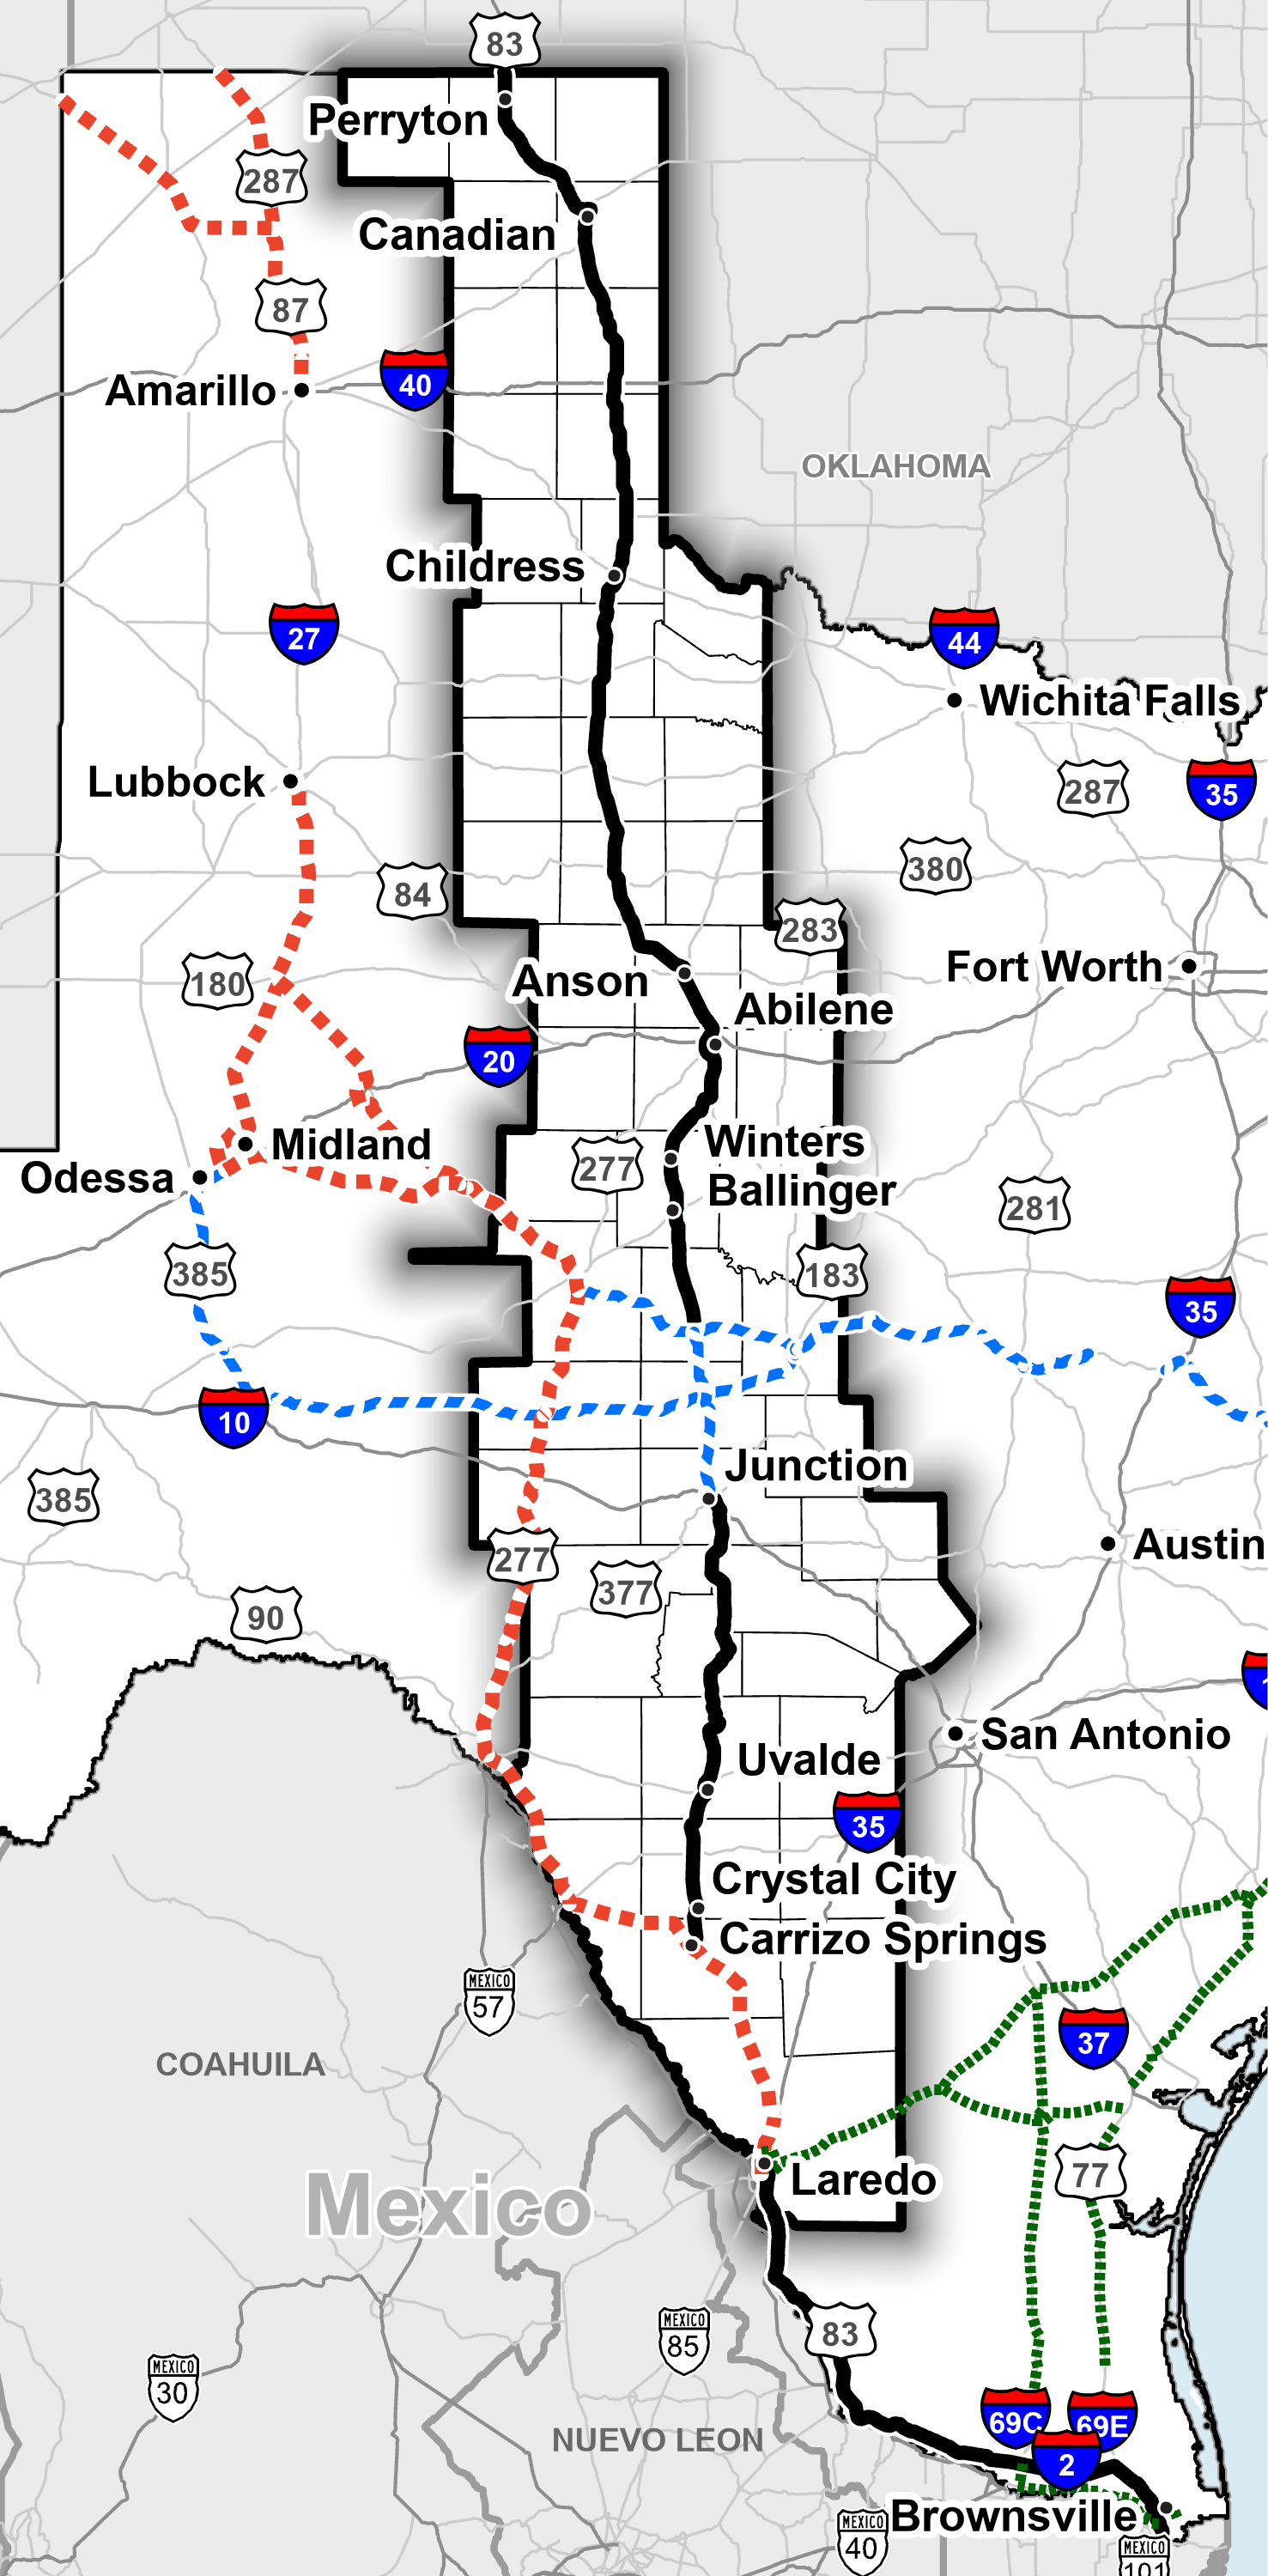 83
Perryton
287
Canadian
87
40
Amarillo
OKLAHOMA
Childress
27
44
Wichita Falls
Lubbock
287
35
380
84
283
180
Anson
Fort Worth
Abilene
20
Winters
Midland
277
Odessa
Ballinger
281
385
183
35
10
Junction
385
277
Austin
377
90
San Antonio
Uvalde
35
Crystal City
Carrizo Springs
MEXICO
57
37
COAHUILA
77
Laredo
Mexico
83
MEXICO
85
MEXICO
30
69C
69E
NUEVO LEON
2
Brownsville
MEXICO
40
MEXICO
101